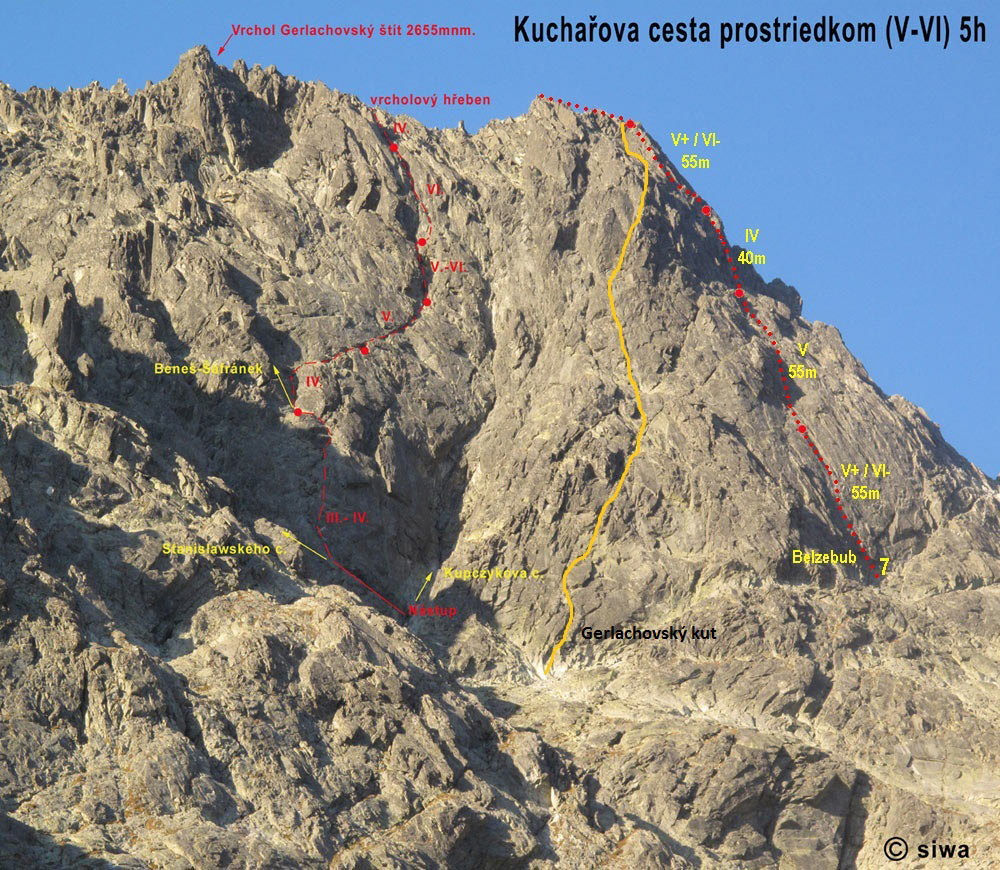 Kuchařova cesta prostriedkom (V-VI) 5h
Vrchol Gerlachovský štít 2655mnm.
vrcholový hřeben
IV.
VI.
V.-VI.
V.
IV.
Beneš-Šafránek
III.- IV.
Stanislawského c.
Kupczykova c.
Nástup
Gerlachovský kut
V+ / VI-
55m
IV
40m
V
55m
V+ / VI-
55m
Belzebub
7
© siwa